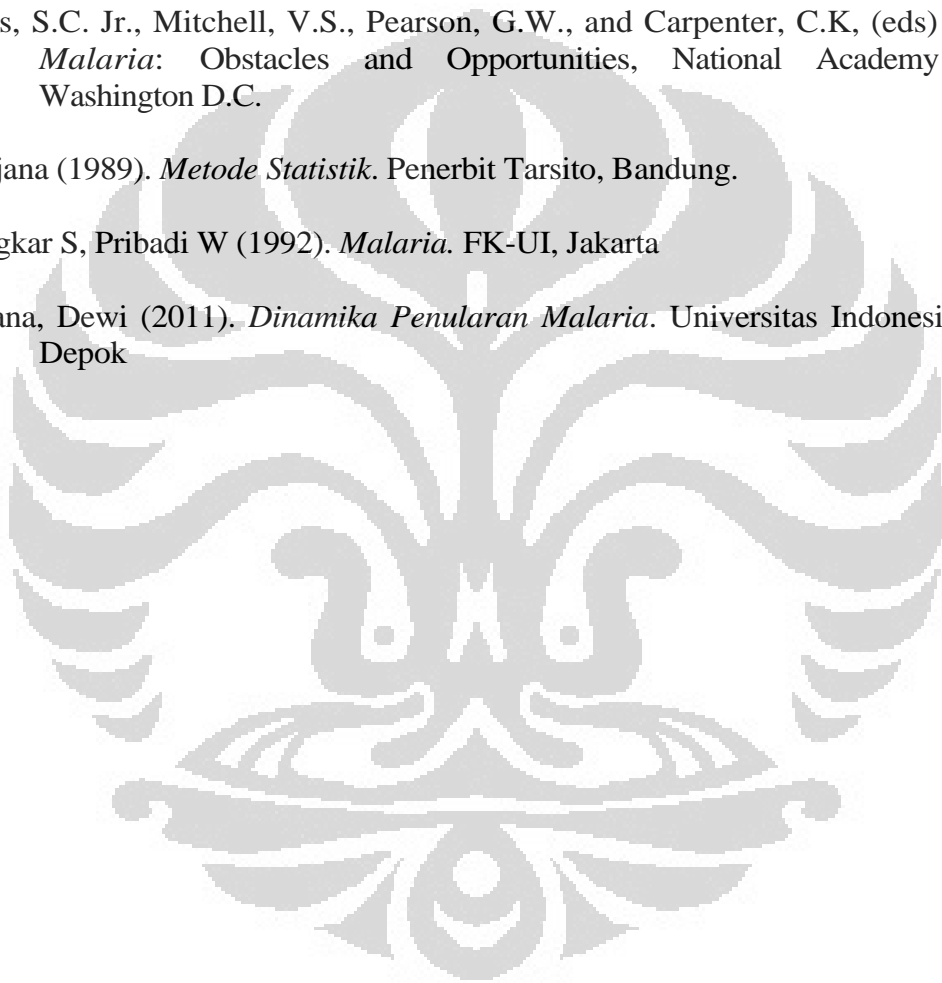 s, S.C. Jr., Mitchell, V.S., Pearson, G.W., and Carpenter, C.K, (eds)
Malaria: Obstacles and Opportunities, National Academy
Washington D.C.
jana (1989). Metode Statistik. Penerbit Tarsito, Bandung.
gkar S, Pribadi W (1992). Malaria. FK-UI, Jakarta
ana, Dewi (2011). Dinamika Penularan Malaria. Universitas Indonesi
Depok